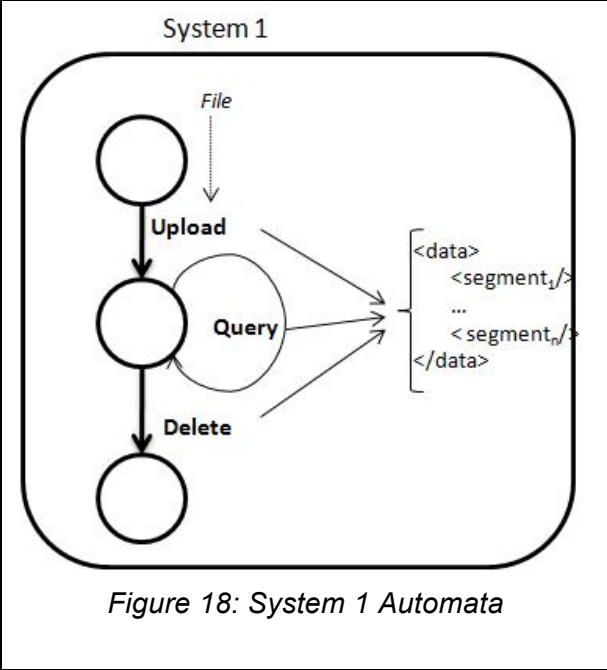 System 1
File
Upload
Query
Delete
<data>
<segment₁/>
...
<segmentₙ/>
</data>
Figure 18: System 1 Automata